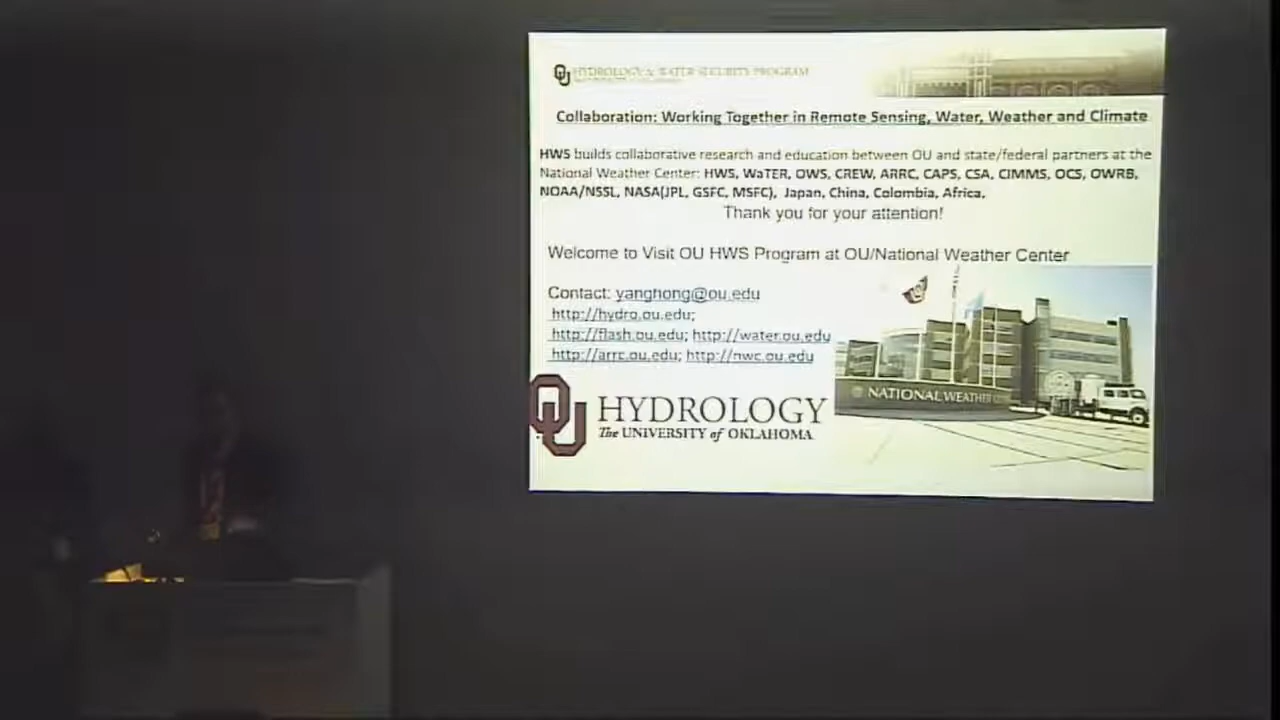 OU HYDROLOGY & WATER SECURITY PROGRAM
Collaboration: Working Together in Remote Sensing, Water, Weather and Climate
HWS builds collaborative research and education between OU and state/federal partners at the
National Weather Center: HWS, WaTER, OWS, CREW, ARRC, CAPS, CSA, CIMMS, OCS, OWRB,
NOAA/NSSL, NASA(JPL, GSFC, MSFC), Japan, China, Colombia, Africa,
Thank you for your attention!
Welcome to Visit OU HWS Program at OU/National Weather Center
Contact: yanghong@ou.edu
http://hydro.ou.edu;
http://flash.ou.edu; http://water.ou.edu
http://arrc.ou.edu; http://nwc.ou.edu
NATIONAL WEATHER
OU HYDROLOGY
The UNIVERSITY of OKLAHOMA